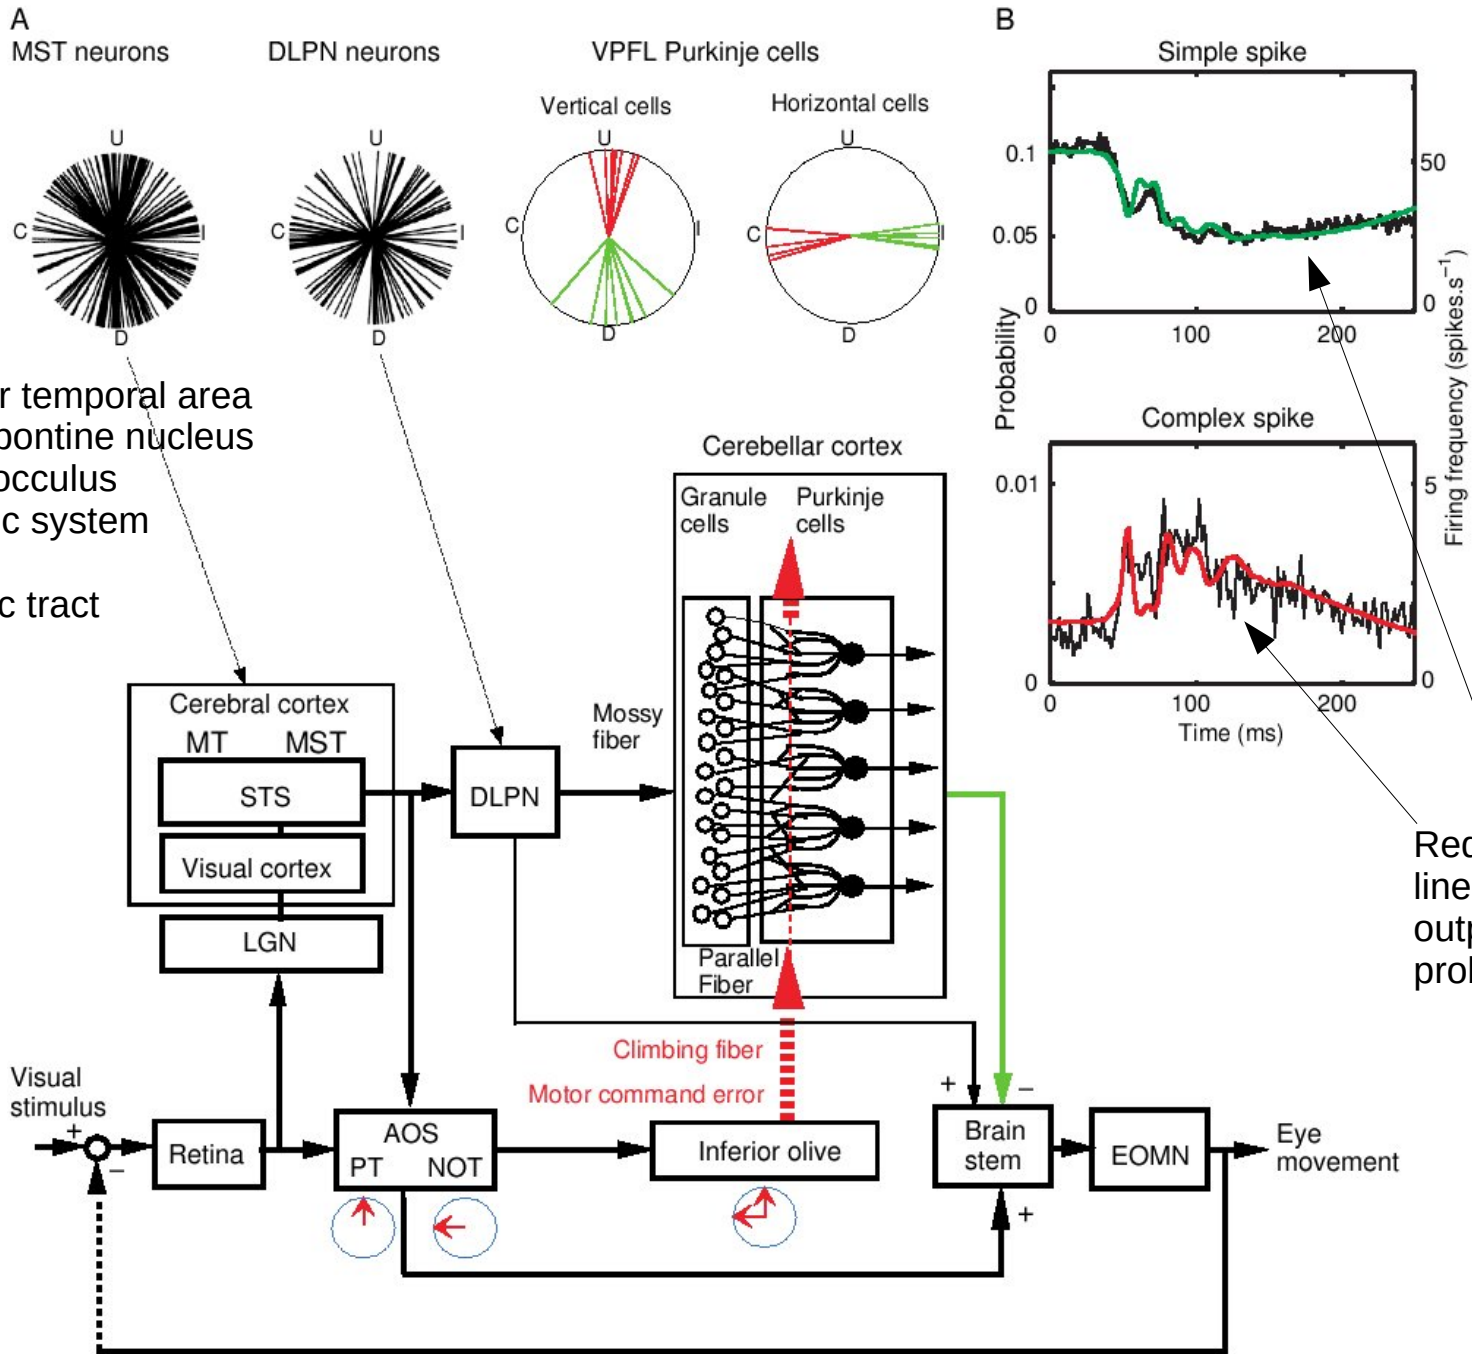 A
MST neurons
DLPN neurons
VPFL Purkinje cells
Vertical cells
Horizontal cells
U
C
I
D
U
C
I
D
U
C
I
D
U
C
I
D
B
Simple spike
0.1
0.05
0
50
0
0
100
200
Complex spike
0.01
0
5
0
0
100
200
Time (ms)
Probability
Firing frequency (spikes.s⁻¹)
r temporal area
pontine nucleus
occulus
c system
c tract
Cerebral cortex
MT MST
STS
Visual cortex
LGN
DLPN
Mossy
fiber
Cerebellar cortex
Granule
cells
Purkinje
cells
Parallel
Fiber
Climbing fiber
Motor command error
Visual
stimulus
+
−
Retina
AOS
PT NOT
Inferior olive
+
−
Brain
stem
+
EOMN
Eye
movement
line